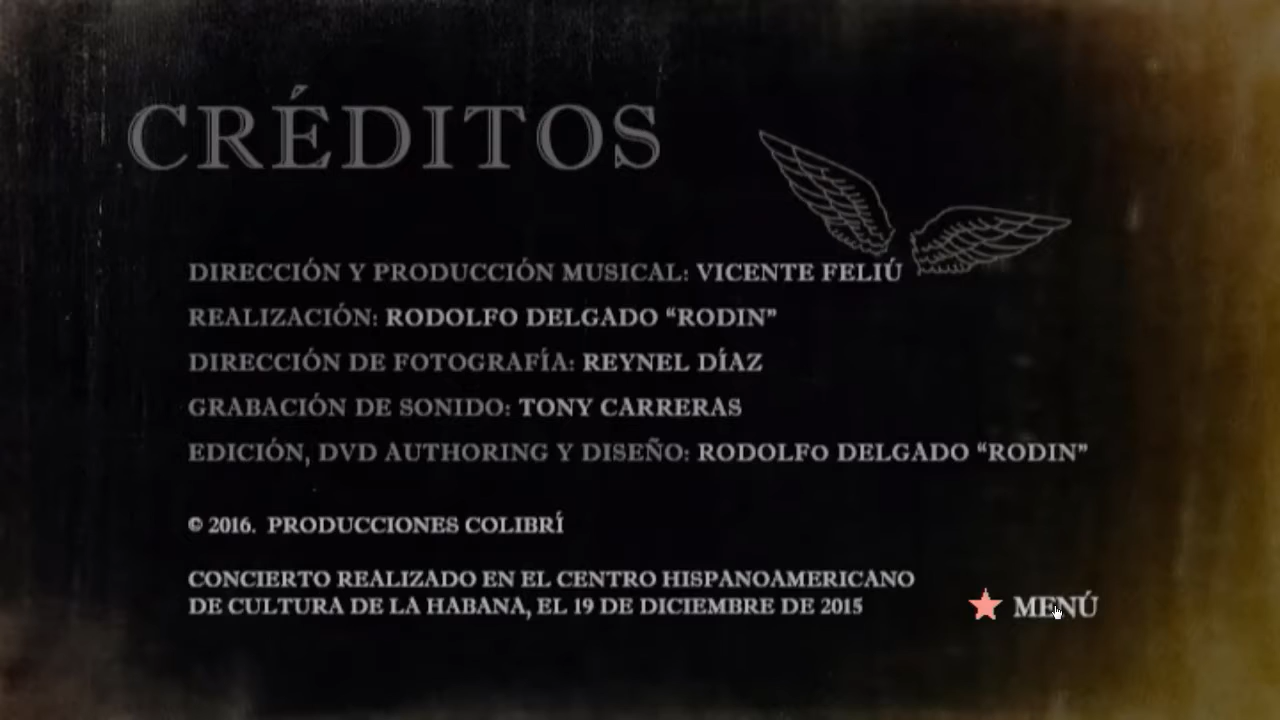 CRÉDITOS
DIRECCIÓN Y PRODUCCIÓN MUSICAL: VICENTE FELIÚ
REALIZACIÓN: RODOLFO DELGADO “RODIN”
DIRECCIÓN DE FOTOGRAFÍA: REYNEL DÍAZ
GRABACIÓN DE SONIDO: TONY CARRERAS
EDICIÓN, DVD AUTHORING Y DISEÑO: RODOLFO DELGADO “RODIN”
© 2016. PRODUCCIONES COLIBRÍ
CONCIERTO REALIZADO EN EL CENTRO HISPANOAMERICANO
DE CULTURA DE LA HABANA, EL 19 DE DICIEMBRE DE 2015
MENÚ